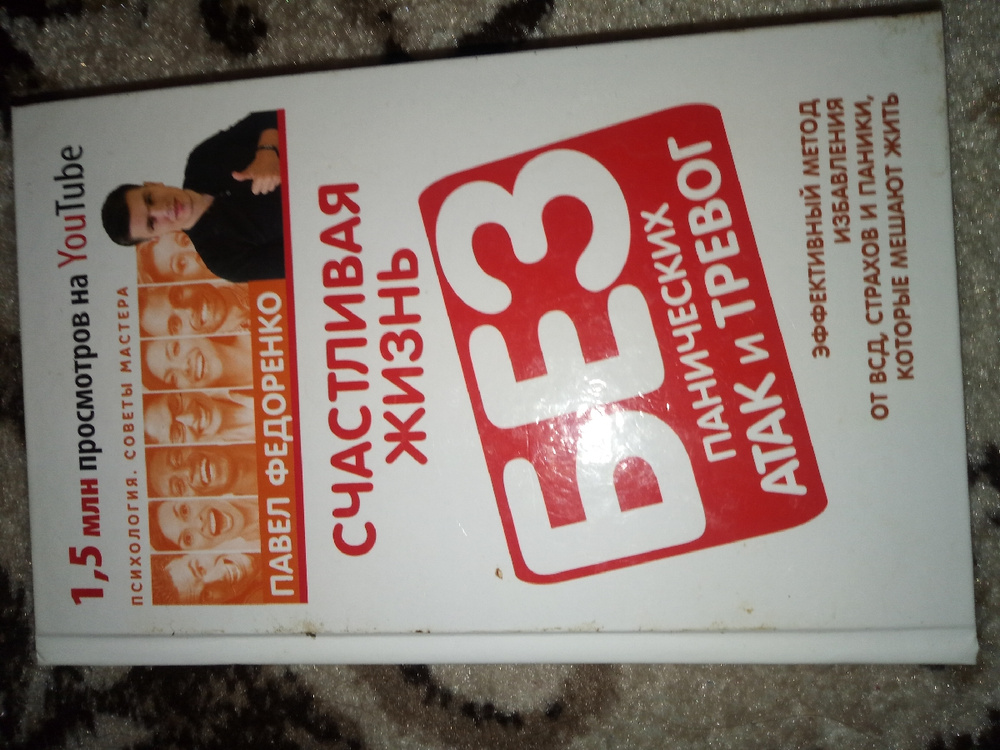 1,5 млн просмотров на YouTube
ПСИХОЛОГИЯ. СОВЕТЫ МАСТЕРА
ПАВЕЛ ФЕДОРЕНКО
СЧАСТЛИВАЯ
ЖИЗНЬ
БЕЗ
ПАНИЧЕСКИХ
АТАК и ТРЕВОГ
ЭФФЕКТИВНЫЙ МЕТОД
ИЗБАВЛЕНИЯ
ОТ ВСД, СТРАХОВ И ПАНИКИ,
КОТОРЫЕ МЕШАЮТ ЖИТЬ